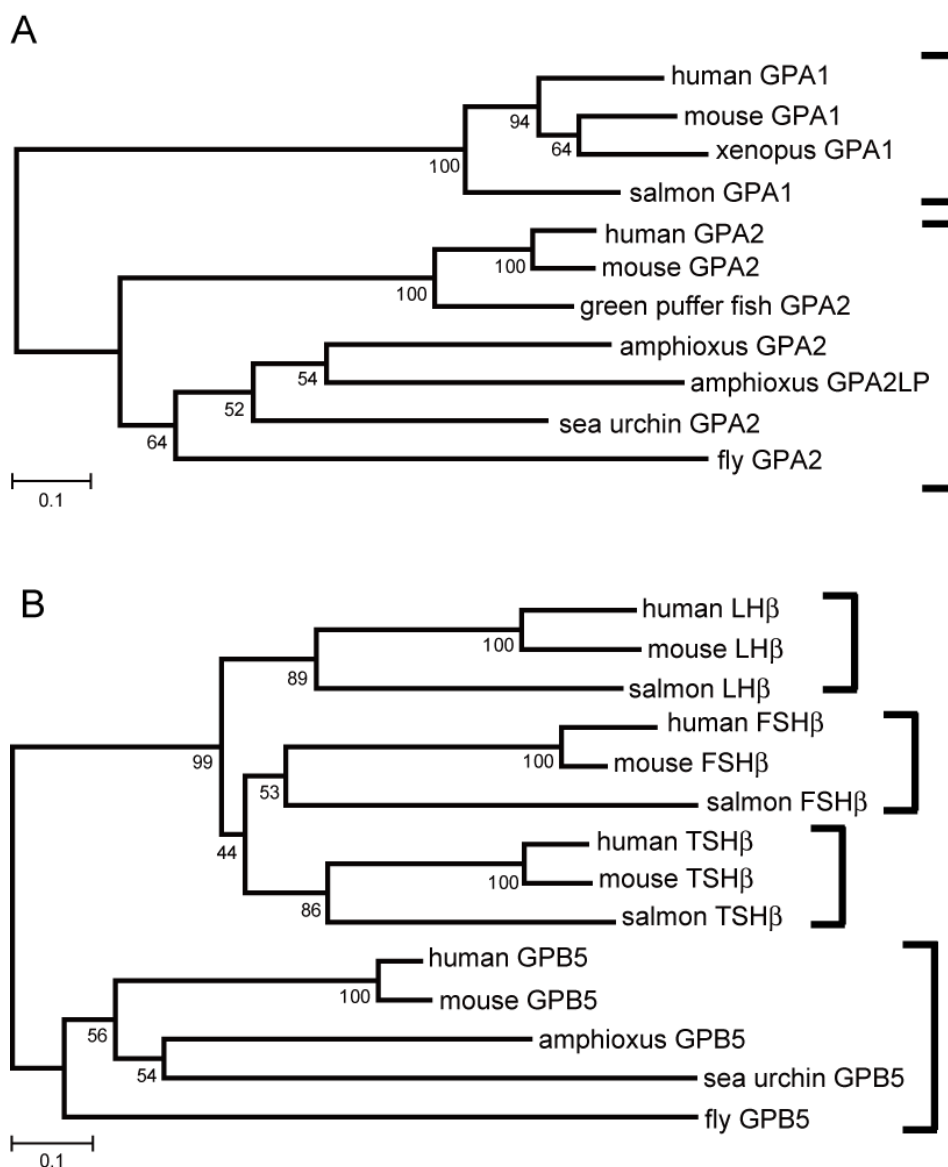 A
human GPA1
mouse GPA1
94
64
xenopus GPA1
100
salmon GPA1
human GPA2
mouse GPA2
100
100
green puffer fish GPA2
amphioxus GPA2
54
amphioxus GPA2LP
52
sea urchin GPA2
64
fly GPA2
0.1
B
human LHβ
100
mouse LHβ
89
salmon LHβ
human FSHβ
99
100
mouse FSHβ
53
salmon FSHβ
44
human TSHβ
100
mouse TSHβ
86
salmon TSHβ
human GPB5
100
mouse GPB5
56
amphioxus GPB5
54
sea urchin GPB5
fly GPB5
0.1